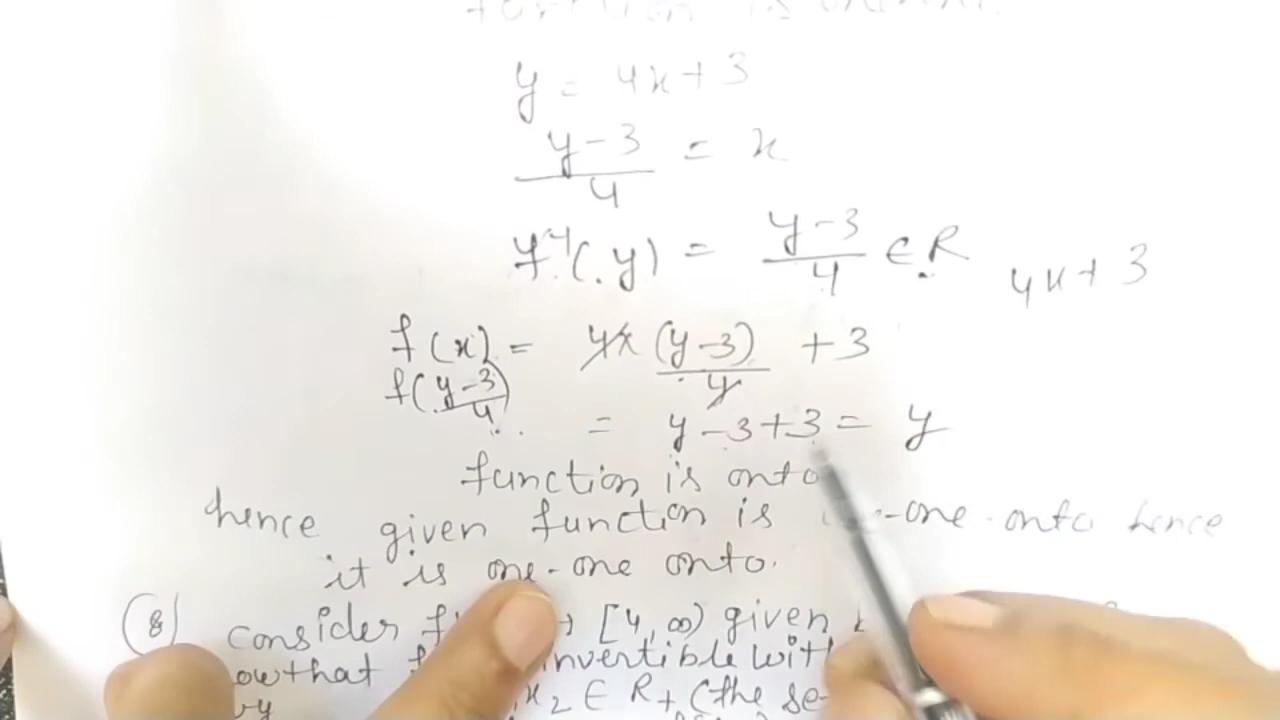 function is
y = 4x + 3
y-3/4 = x
f⁻¹(y) = y-3/4 ∈ R
4x + 3
f(x) = 4× (y-3)/4 + 3
f(y-3/4)
= y-3+3 = y
function is onto
hence given function is -one-onto hence
it is one-one onto.
(8) consider f → [4, ∞) given
that invertible with
x₂ ∈ R+ (the se-